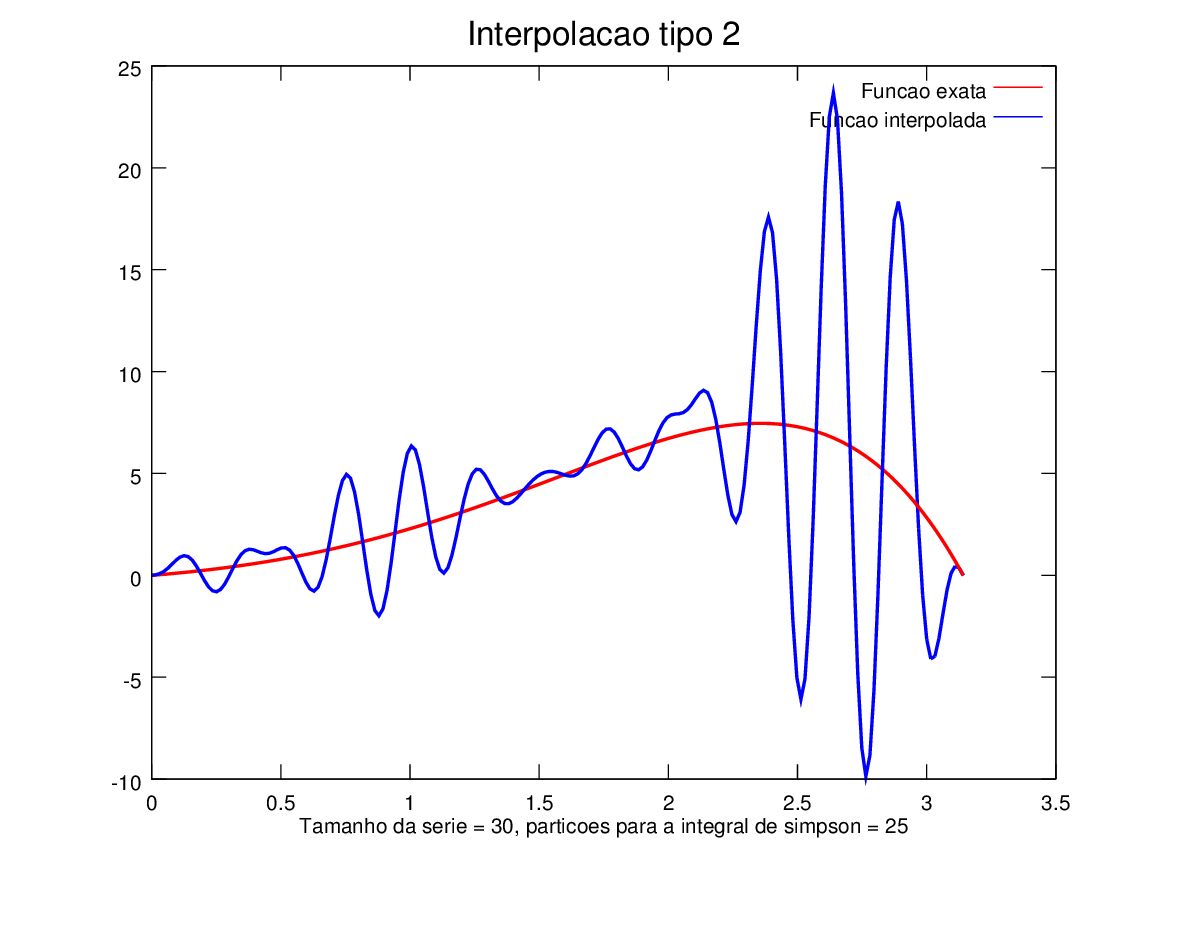 Interpolacao tipo 2
25
20
15
10
5
0
-5
-10
Funcao exata
Funcao interpolada
0 0.5 1 1.5 2 2.5 3 3.5
Tamanho da serie = 30, particoes para a integral de simpson = 25